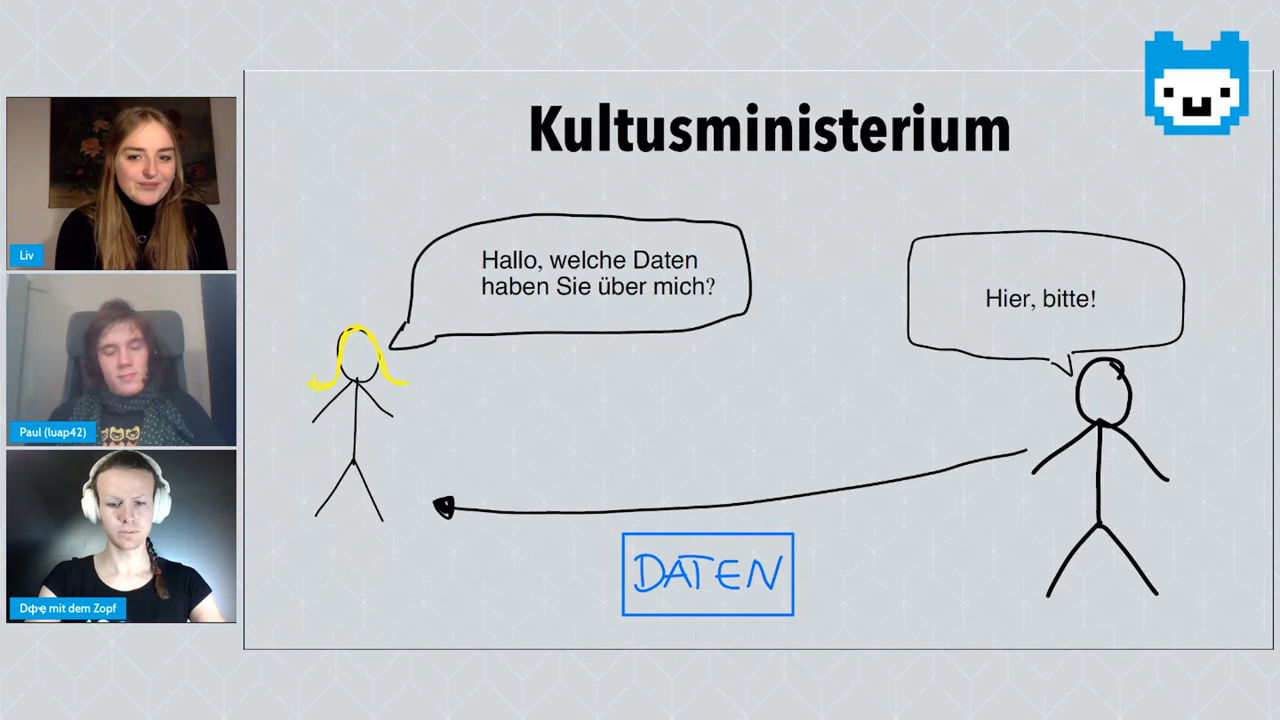 Kultusministerium
Hallo, welche Daten
haben Sie über mich?
Hier, bitte!
DATEN
Liv
Paul (luap42)
mit dem Zopf